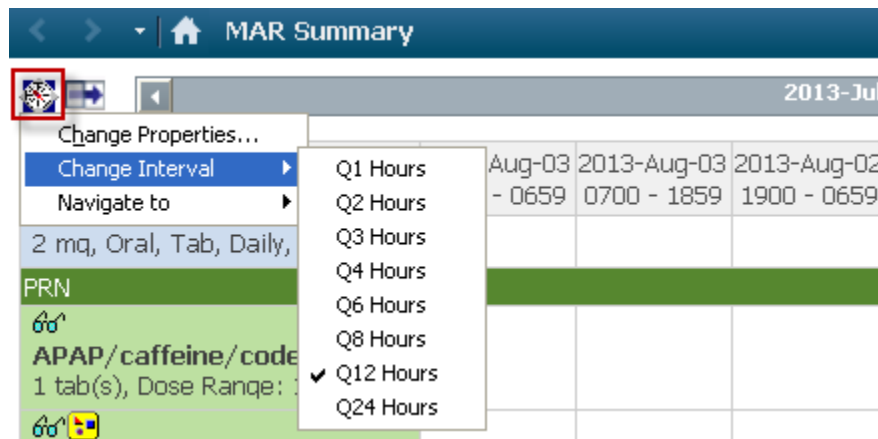 MAR Summary
2013-Jul
Change Properties...
Change Interval
Navigate to
Q1 Hours
Q2 Hours
Q3 Hours
Q4 Hours
Q6 Hours
Q8 Hours
Q12 Hours
Q24 Hours
Aug-03 2013-Aug-03 2013-Aug-02
- 0659 0700 - 1859 1900 - 0659
2 mg, Oral, Tab, Daily,
PRN
APAP/caffeine/code
1 tab(s), Dose Range: